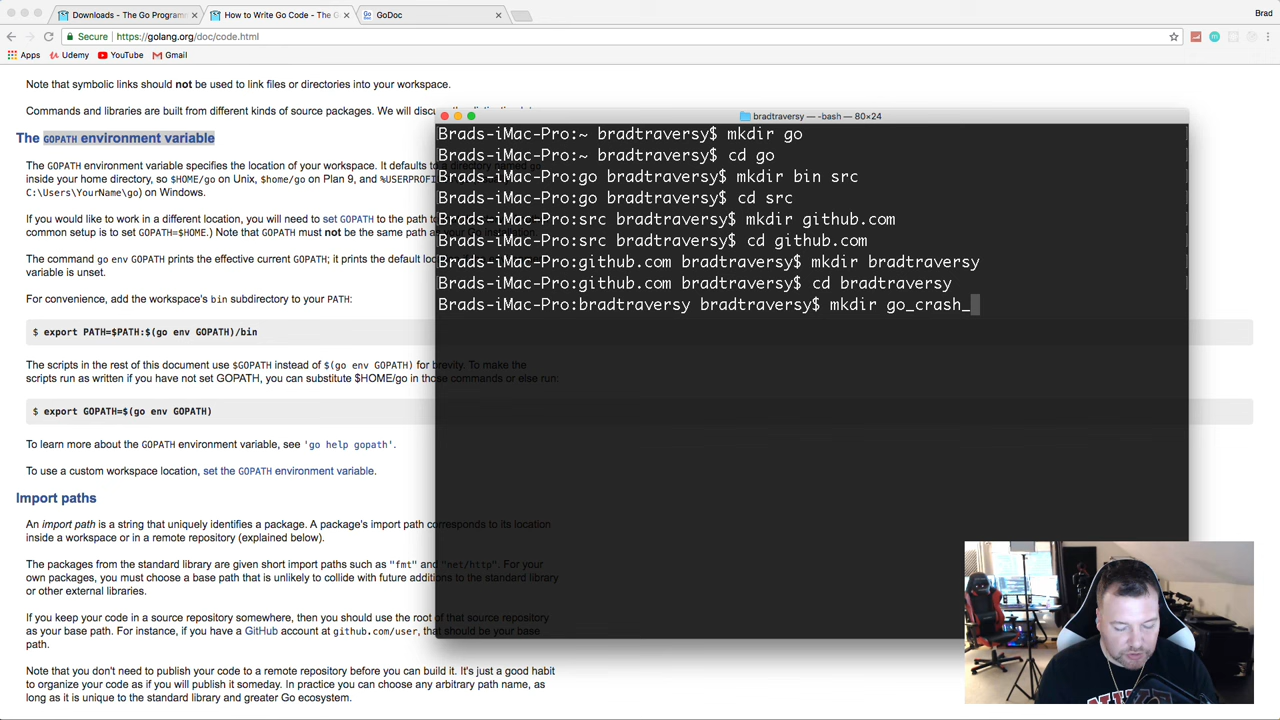 Downloads - The Go Program
How to Write Go Code - The G
GoDoc
Brad
Secure
https://golang.org/doc/code.html
Apps
Udemy
YouTube
Gmail
Note that symbolic links should not be used to link files or directories into your workspace.
Commands and libraries are built from different kinds of source packages. We will
The GOPATH environment variable
The GOPATH environment variable specifies the location of your workspace. It defaults to
inside your home directory, so $HOME/go on Unix, $home/go on Plan 9, and %USERPROFI
C:\Users\YourName\go) on Windows.
If you would like to work in a different location, you will need to set GOPATH to the path to
common setup is to set GOPATH=$HOME.) Note that GOPATH must not be the same path as your Go installation
The command go env GOPATH prints the effective current GOPATH; it prints the default
variable is unset.
For convenience, add the workspace's bin subdirectory to your PATH:
$ export PATH=$PATH:$(go env GOPATH)/bin
The scripts in the rest of this document use $GOPATH instead of $(go env GOPATH) for brevity. To make the
scripts run as written if you have not set GOPATH, you can substitute $HOME/go in those commands or else run:
$ export GOPATH=$(go env GOPATH)
To learn more about the GOPATH environment variable, see 'go help gopath'.
To use a custom workspace location, set the GOPATH environment variable.
Import paths
An import path is a string that uniquely identifies a package. A package's import path corresponds to its location
inside a workspace or in a remote repository (explained below).
The packages from the standard library are given short import paths such as "fmt" and "net/http". For your
own packages, you must choose a base path that is unlikely to collide with future additions to the standard library
or other external libraries.
If you keep your code in a source repository somewhere, then you should use the root of that source repository
as your base path. For instance, if you have a GitHub account at github.com/user, that should be your base
path.
Note that you don't need to publish your code to a remote repository before you can build it. It's just a good habit
to organize your code as if you will publish it someday. In practice you can choose any arbitrary path name, as
long as it is unique to the standard library and greater Go ecosystem.
bradtraversy — -bash — 80×24
Brads-iMac-Pro:~ bradtraversy$ mkdir go
Brads-iMac-Pro:~ bradtraversy$ cd go
Brads-iMac-Pro:go bradtraversy$ mkdir bin src
Brads-iMac-Pro:go bradtraversy$ cd src
Brads-iMac-Pro:src bradtraversy$ mkdir github.com
Brads-iMac-Pro:src bradtraversy$ cd github.com
Brads-iMac-Pro:github.com bradtraversy$ mkdir bradtraversy
Brads-iMac-Pro:github.com bradtraversy$ cd bradtraversy
Brads-iMac-Pro:bradtraversy bradtraversy$ mkdir go_crash_